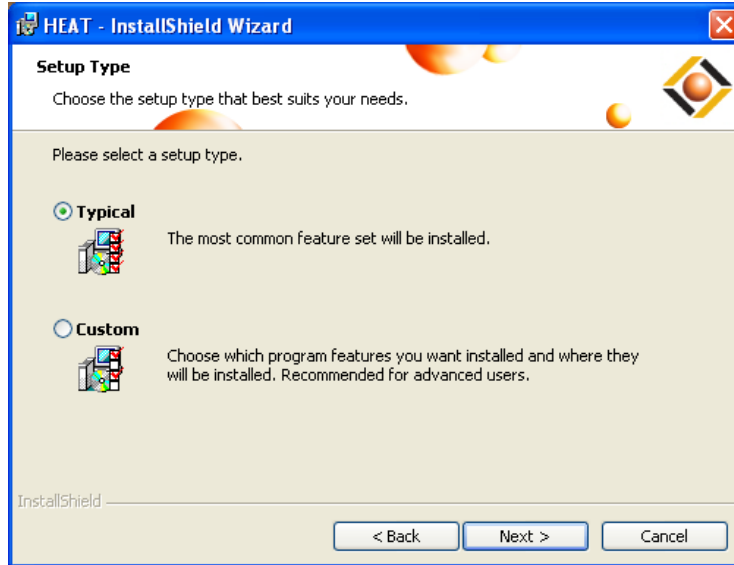 HEAT - InstallShield Wizard
Setup Type
Choose the setup type that best suits your needs.
Please select a setup type.
Typical
The most common feature set will be installed.
Custom
Choose which program features you want installed and where they
will be installed. Recommended for advanced users.
InstallShield
< Back Next > Cancel